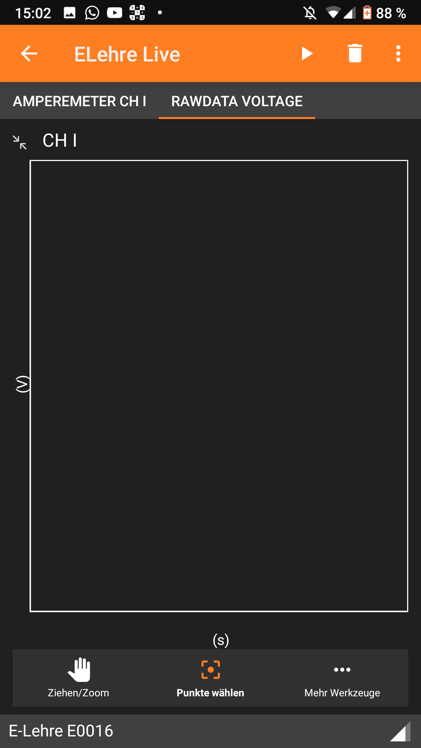 15:02
88 %
ELehre Live
AMPEREMETER CH I
RAWDATA VOLTAGE
CH I
(V)
(s)
Ziehen/Zoom
Punkte wählen
Mehr Werkzeuge
E-Lehre E0016